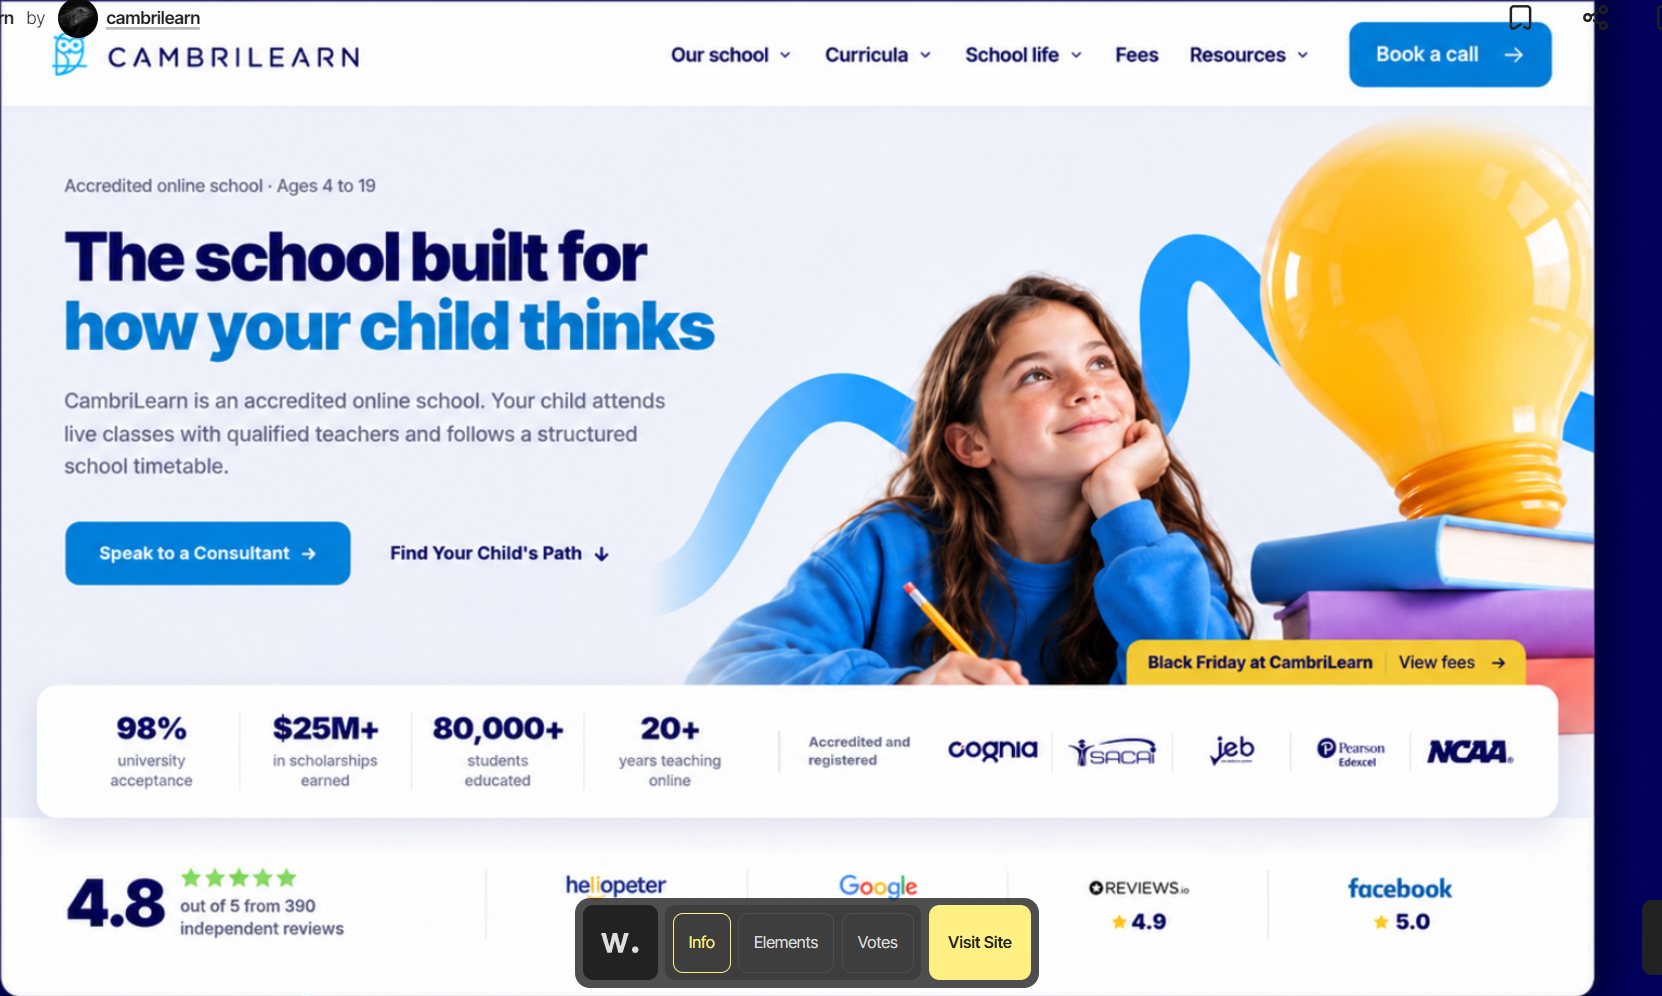 rn by cambrilearn
CAMBRILEARN
Our school
Curricula
School life
Fees
Resources
Book a call
Accredited online school · Ages 4 to 19
The school built for
how your child thinks
CambriLearn is an accredited online school. Your child attends
live classes with qualified teachers and follows a structured
school timetable.
Speak to a Consultant
Find Your Child's Path
Black Friday at CambriLearn
View fees
98%
university
acceptance
$25M+
in scholarships
earned
80,000+
students
educated
20+
years teaching
online
Accredited and
registered
cognia
SACAI
jeb
Pearson
Edexcel
NCAA
4.8
out of 5 from 390
independent reviews
heliopeter
Google
REVIEWS.io
4.9
facebook
5.0
W.
Info
Elements
Votes
Visit Site